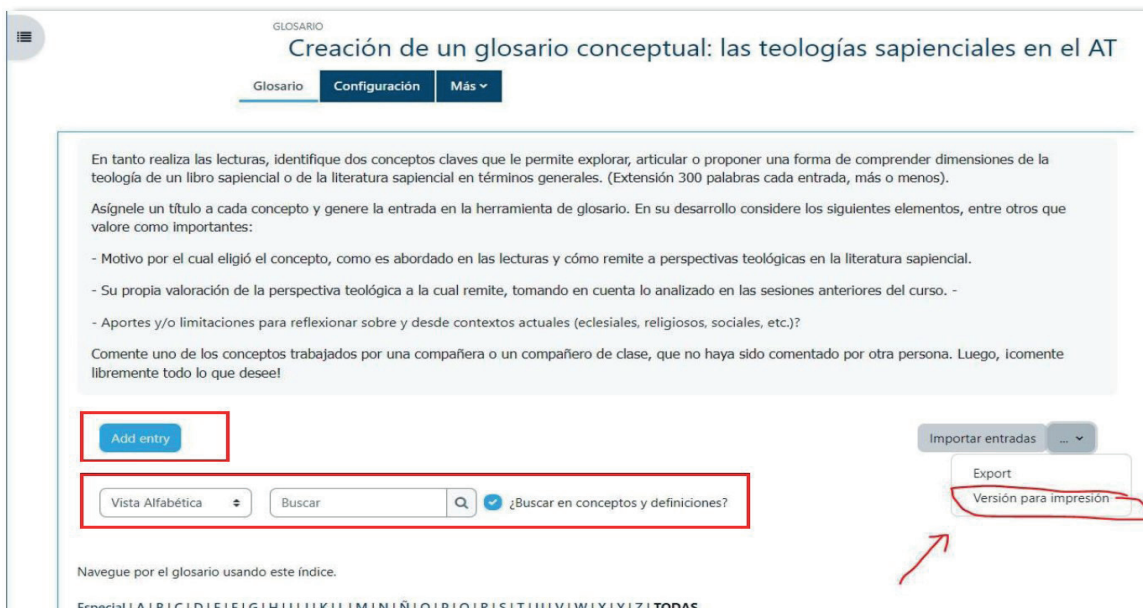 GLOSARIO
Creación de un glosario conceptual: las teologías sapienciales en el AT
Glosario Configuración Más
En tanto realiza las lecturas, identifique dos conceptos claves que le permite explorar, articular o proponer una forma de comprender dimensiones de la
teología de un libro sapiencial o de la literatura sapiencial en términos generales. (Extensión 300 palabras cada entrada, más o menos).
Asígnele un título a cada concepto y genere la entrada en la herramienta de glosario. En su desarrollo considere los siguientes elementos, entre otros que
valore como importantes:
- Motivo por el cual eligió el concepto, como es abordado en las lecturas y cómo remite a perspectivas teológicas en la literatura sapiencial.
- Su propia valoración de la perspectiva teológica a la cual remite, tomando en cuenta lo analizado en las sesiones anteriores del curso. -
- Aportes y/o limitaciones para reflexionar sobre y desde contextos actuales (eclesiales, religiosos, sociales, etc.)?
Comente uno de los conceptos trabajados por una compañera o un compañero de clase, que no haya sido comentado por otra persona. Luego, ¡comente
libremente todo lo que desee!
Add entry
Importar entradas ...
Export
Versión para impresión
Vista Alfabética Buscar ¿Buscar en conceptos y definiciones?
Navegue por el glosario usando este índice.
Especial | A | B | C | D | E | F | G | H | I | J | K | L | M | N | Ñ | O | P | Q | R | S | T | U | V | W | X | Y | Z | TODAS